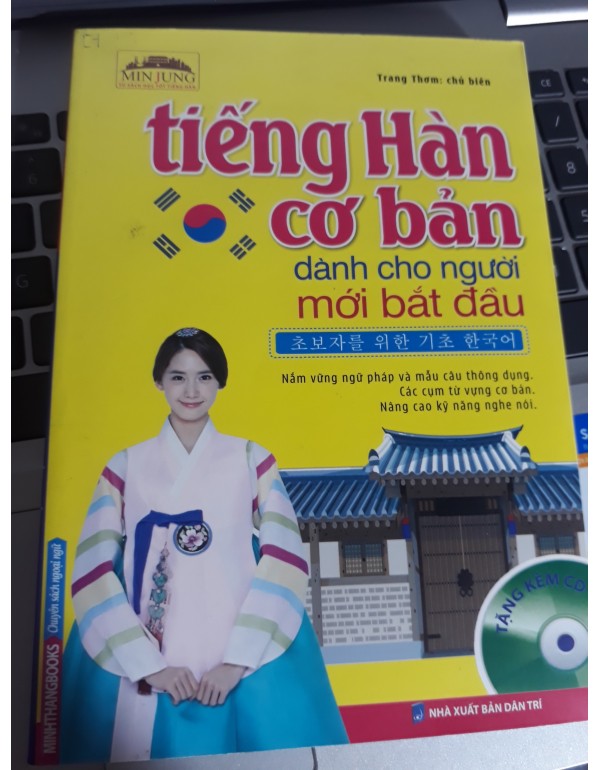 MIN JUNG
Trang Thơm: chủ biên
tiếng Hàn
cơ bản
dành cho người
mới bắt đầu
초보자를 위한 기초 한국어
Nắm vững ngữ pháp và mẫu câu thông dụng.
Các cụm từ vựng cơ bản.
Nâng cao kỹ năng nghe nói.
TẶNG KÈM CD
MINHTHANGBOOKS Chuyên sách ngoại ngữ
NHÀ XUẤT BẢN DÂN TRÍ